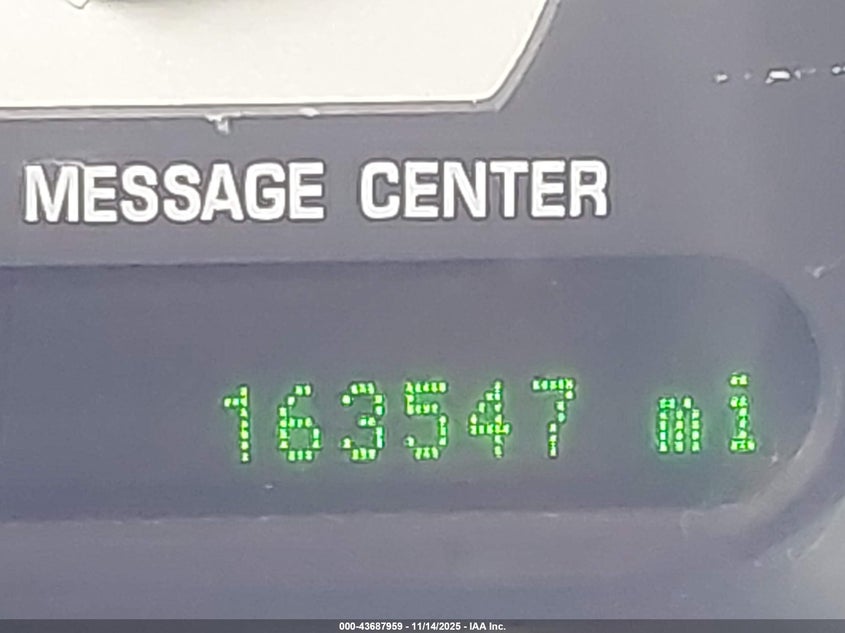 MESSAGE CENTER
163547 mi
000-43687959 - 11/14/2025 - IAA Inc.